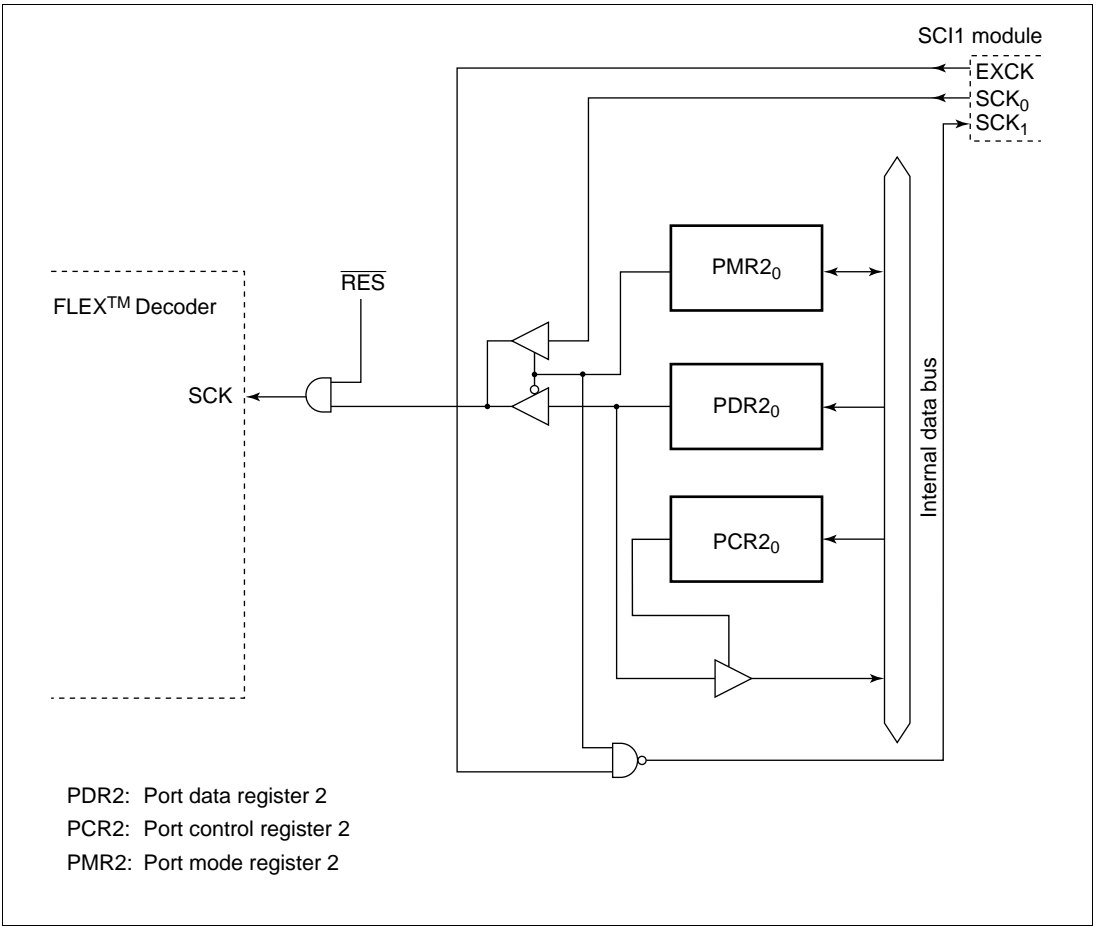 SCI1 module
EXCK
SCK0
SCK1
PMR20
RES
FLEX™ Decoder
SCK
PDR20
Internal data bus
PCR20
PDR2: Port data register 2
PCR2: Port control register 2
PMR2: Port mode register 2